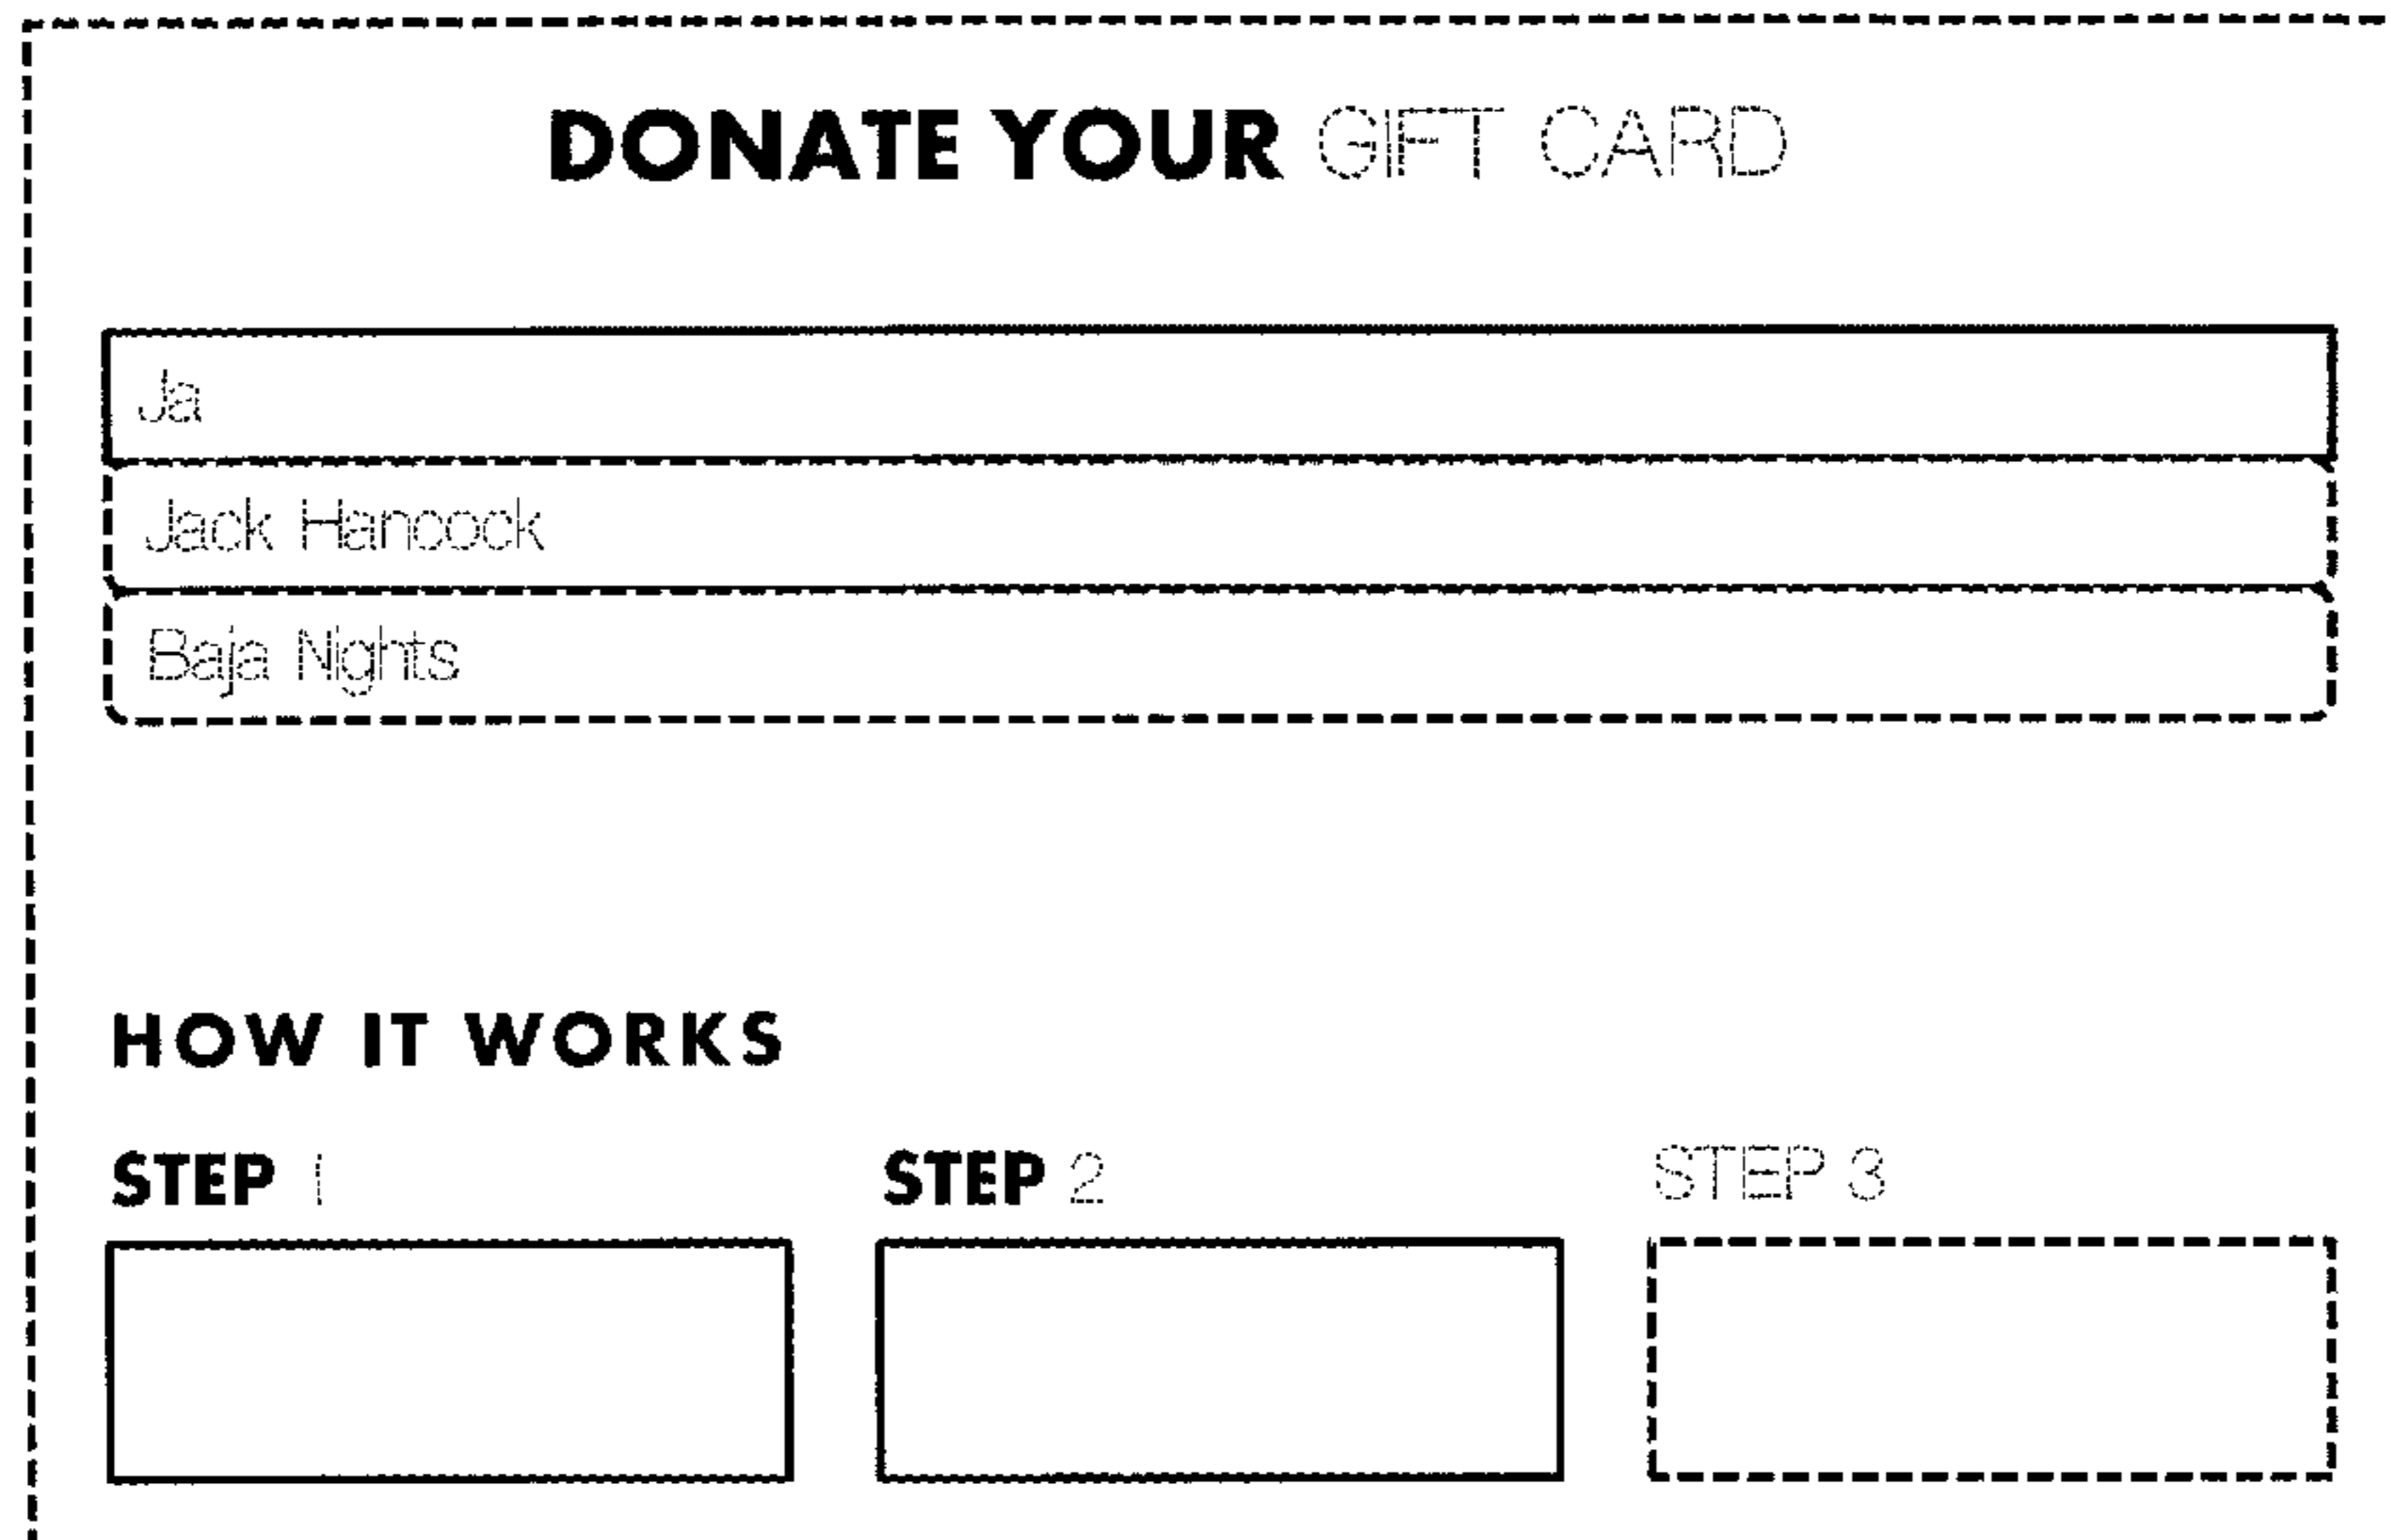 DONATE YOUR GIFT CARD
Ja
Jack Hancock
Baja Nights
HOW IT WORKS
STEP 1
STEP 2
STEP 3